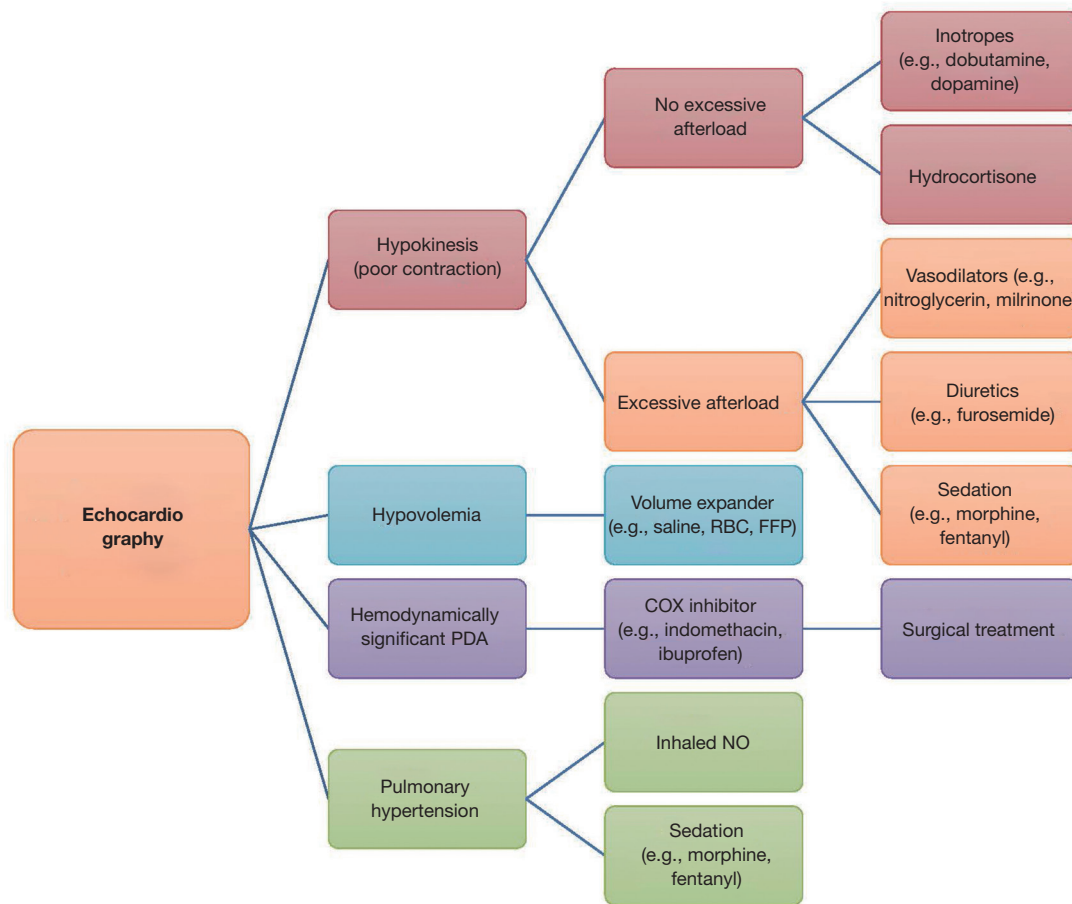 Echocardio
graphy
Hypokinesis
(poor contraction)
No excessive
afterload
Inotropes
(e.g., dobutamine,
dopamine)
Hydrocortisone
Excessive afterload
Vasodilators (e.g.,
nitroglycerin, milrinone
Diuretics
(e.g., furosemide)
Sedation
(e.g., morphine,
fentanyl)
Hypovolemia
Volume expander
(e.g., saline, RBC, FFP)
Hemodynamically
significant PDA
COX inhibitor
(e.g., indomethacin,
ibuprofen)
Surgical treatment
Pulmonary
hypertension
Inhaled NO
Sedation
(e.g., morphine,
fentanyl)